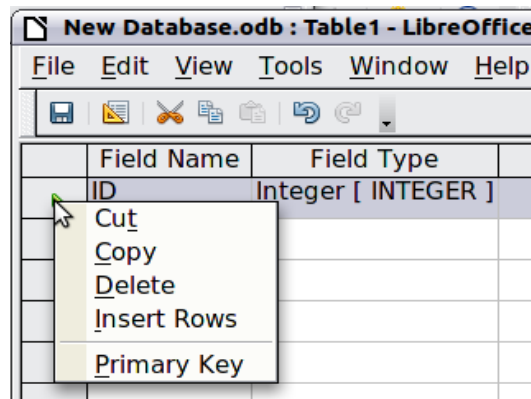 New Database.odb : Table1 - LibreOffice
File Edit View Tools Window Help
Field Name Field Type
ID Integer [ INTEGER ]
Cut
Copy
Delete
Insert Rows
Primary Key